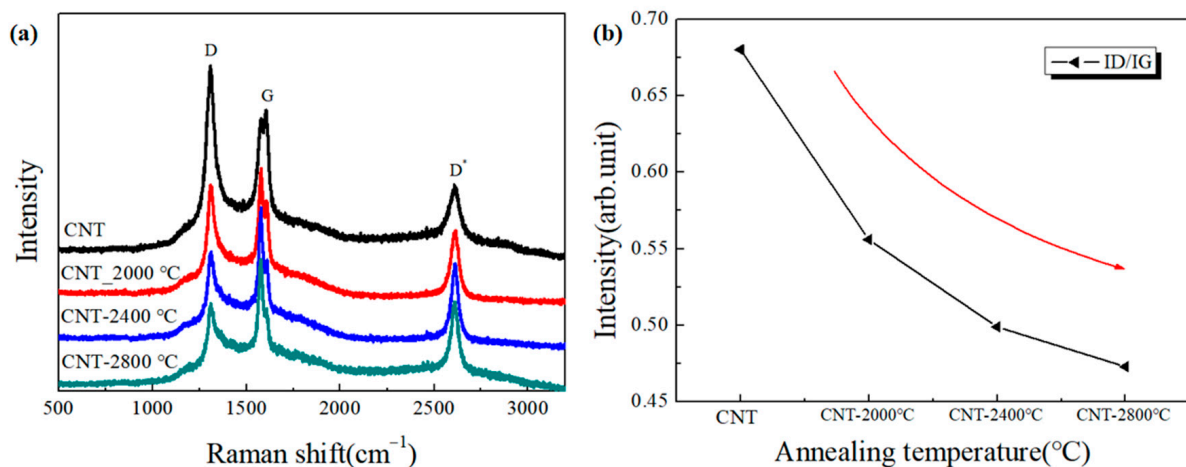 (a)
D
G
D*
CNT
CNT_2000 °C
CNT-2400 °C
CNT-2800 °C
Intensity
500 1000 1500 2000 2500 3000
Raman shift(cm⁻¹)
(b)
0.70
0.65
0.60
0.55
0.50
0.45
ID/IG
Intensity(arb.unit)
CNT CNT-2000°C CNT-2400°C CNT-2800°C
Annealing temperature(°C)